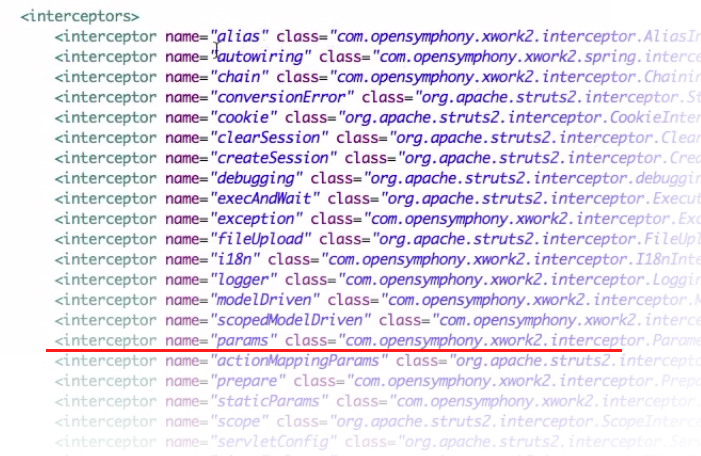 <interceptors>
<interceptor name="alias" class="com.opensymphony.xwork2.interceptor.AliasIn
<interceptor name="autowiring" class="com.opensymphony.xwork2.spring.interce
<interceptor name="chain" class="com.opensymphony.xwork2.interceptor.Chainin
<interceptor name="conversionError" class="org.apache.struts2.interceptor.St
<interceptor name="cookie" class="org.apache.struts2.interceptor.CookieInter
<interceptor name="clearSession" class="org.apache.struts2.interceptor.Clear
<interceptor name="createSession" class="org.apache.struts2.interceptor.Crea
<interceptor name="debugging" class="org.apache.struts2.interceptor.debuggin
<interceptor name="execAndWait" class="org.apache.struts2.interceptor.Execut
<interceptor name="exception" class="com.opensymphony.xwork2.interceptor.Exc
<interceptor name="fileUpload" class="org.apache.struts2.interceptor.FileUpl
<interceptor name="i18n" class="com.opensymphony.xwork2.interceptor.I18nInte
<interceptor name="logger" class="com.opensymphony.xwork2.interceptor.Loggin
<interceptor name="modelDriven" class="com.opensymphony.xwork2.interceptor.M
<interceptor name="scopedModelDriven" class="com.opensymphony.xwork2.interce
<interceptor name="params" class="com.opensymphony.xwork2.interceptor.Parame
<interceptor name="actionMappingParams" class="org.apache.struts2.intercepto
<interceptor name="prepare" class="com.opensymphony.xwork2.interceptor.Prepa
<interceptor name="staticParams" class="com.opensymphony.xwork2.interceptor.
<interceptor name="scope" class="org.apache.struts2.interceptor.ScopeInterce
<interceptor name="servletConfig" class="org.apache.struts2.interceptor.Serv